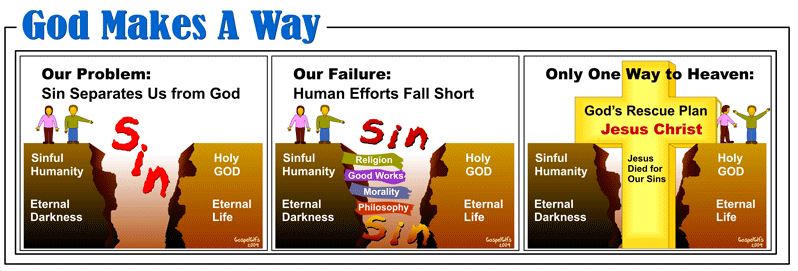 God Makes A Way
Our Problem:
Sin Separates Us from God
Sin
Sinful
Humanity
Eternal
Darkness
Holy
GOD
Eternal
Life
GospelGifs
2009
Our Failure:
Human Efforts Fall Short
Sin
Sinful
Humanity
Eternal
Darkness
Religion
Good Works
Morality
Philosophy
Sin
Holy
GOD
Eternal
Life
GospelGifs
2009
Only One Way to Heaven:
God's Rescue Plan
Jesus Christ
Sinful
Humanity
Eternal
Darkness
Jesus
Died for
Our Sins
Holy
GOD
Eternal
Life
GospelGifs
2009